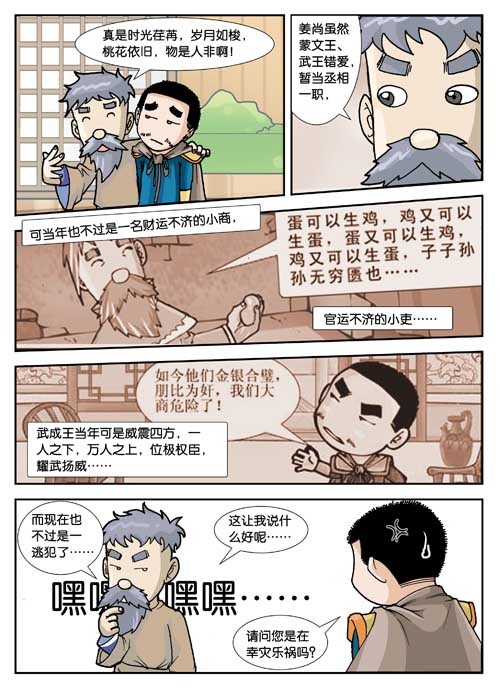 真是时光荏苒，岁月如梭，
桃花依旧，物是人非啊！
姜尚虽然
蒙文王、
武王错爱，
暂当丞相
一职，
可当年也不过是一名财运不济的小商，
蛋可以生鸡，鸡又可以
生蛋，蛋又可以生鸡，
鸡又可以生蛋，子子孙
孙无穷匮也……
官运不济的小吏……
如今他们金银合璧，
朋比为奸，我们大
商危险了！
武成王当年可是威震四方，一
人之下，万人之上，位极权臣，
耀武扬威……
而现在也
不过是一
逃犯了……
这让我说什
么好呢……
嘿嘿嘿嘿……
请问您是在
幸灾乐祸吗？